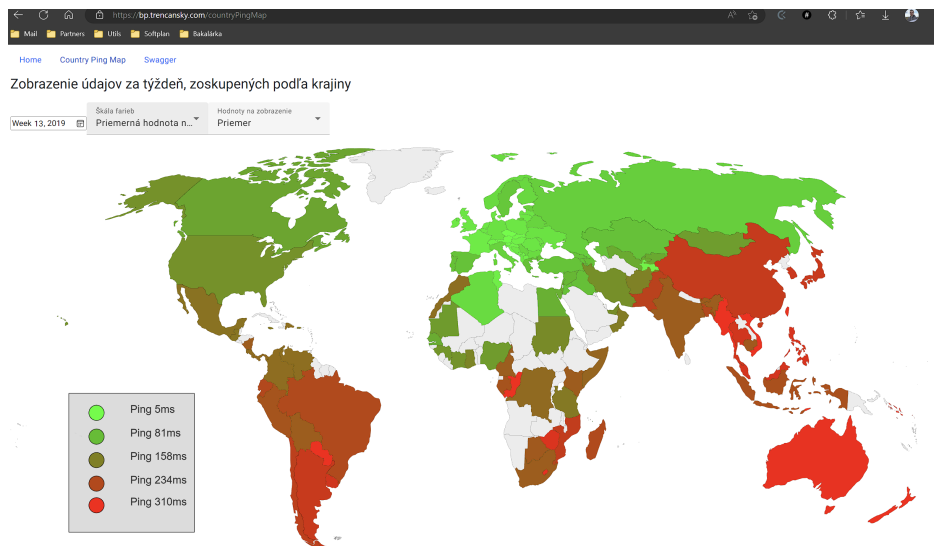 https://bp.trencansky.com/countryPingMap
Mail Partners Utils Softplan Bakalárka
Home Country Ping Map Swagger
Zobrazenie údajov za týždeň, zoskupených podľa krajiny
Škála farieb Hodnoty na zobrazenie
Week 13, 2019 Priemerná hodnota n... Priemer
Ping 5ms
Ping 81ms
Ping 158ms
Ping 234ms
Ping 310ms